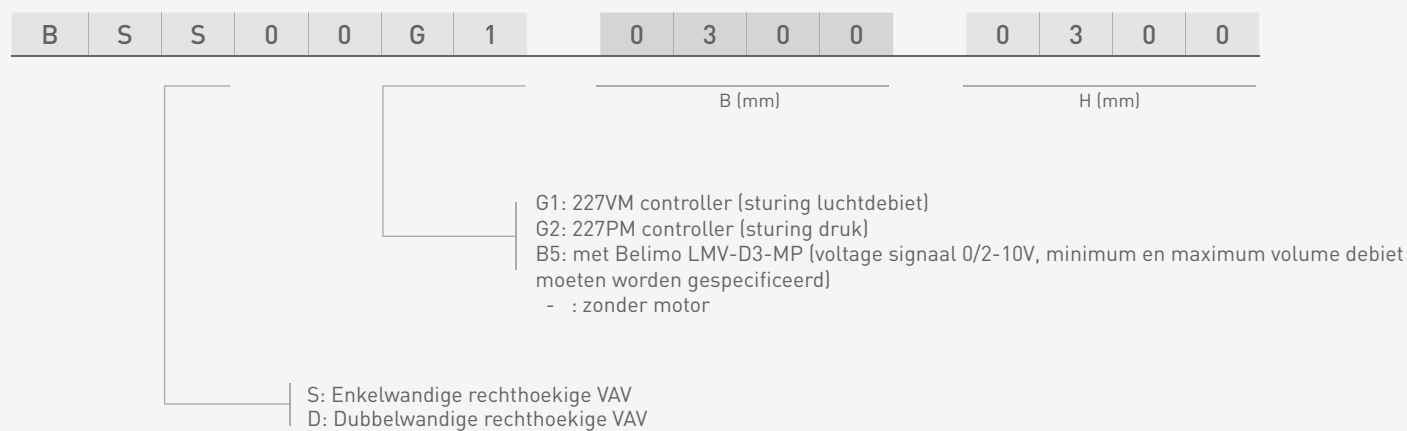 B S S 0 0 G 1 0 3 0 0 0 3 0 0
B (mm) H (mm)
G1: 227VM controller (sturing luchtdebiet)
G2: 227PM controller (sturing druk)
B5: met Belimo LMV-D3-MP (voltage signaal 0/2-10V, minimum en maximum volume debiet
moeten worden gespecificeerd)
- : zonder motor
S: Enkelwandige rechthoekige VAV
D: Dubbelwandige rechthoekige VAV